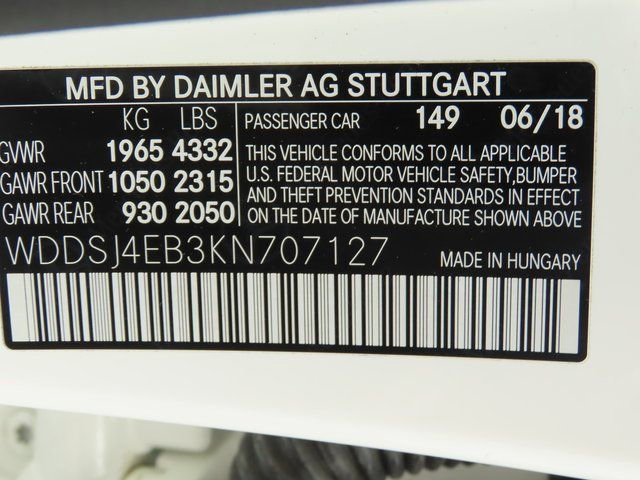 MFD BY DAIMLER AG STUTTGART
KG LBS
GVWR 1965 4332
GAWR FRONT 1050 2315
GAWR REAR 930 2050
PASSENGER CAR 149 06/18
THIS VEHICLE CONFORMS TO ALL APPLICABLE
U.S. FEDERAL MOTOR VEHICLE SAFETY,BUMPER
AND THEFT PREVENTION STANDARDS IN EFFECT
ON THE DATE OF MANUFACTURE SHOWN ABOVE
WDDSJ4EB3KN707127
MADE IN HUNGARY